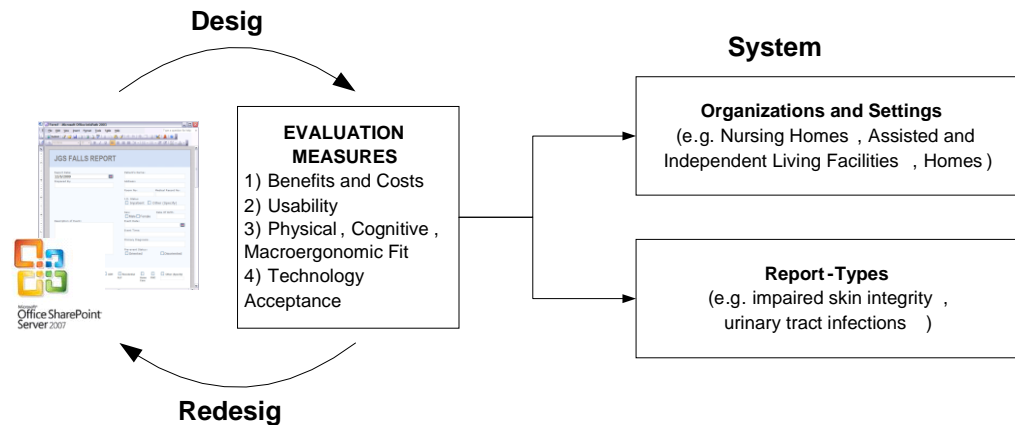 Desig
System
JGS FALLS REPORT
Microsoft
Office SharePoint
Server 2007
EVALUATION
MEASURES
1) Benefits and Costs
2) Usability
3) Physical , Cognitive ,
Macroergonomic Fit
4) Technology
Acceptance
Organizations and Settings
(e.g. Nursing Homes , Assisted and
Independent Living Facilities , Homes )
Report -Types
(e.g. impaired skin integrity ,
urinary tract infections )
Redesig